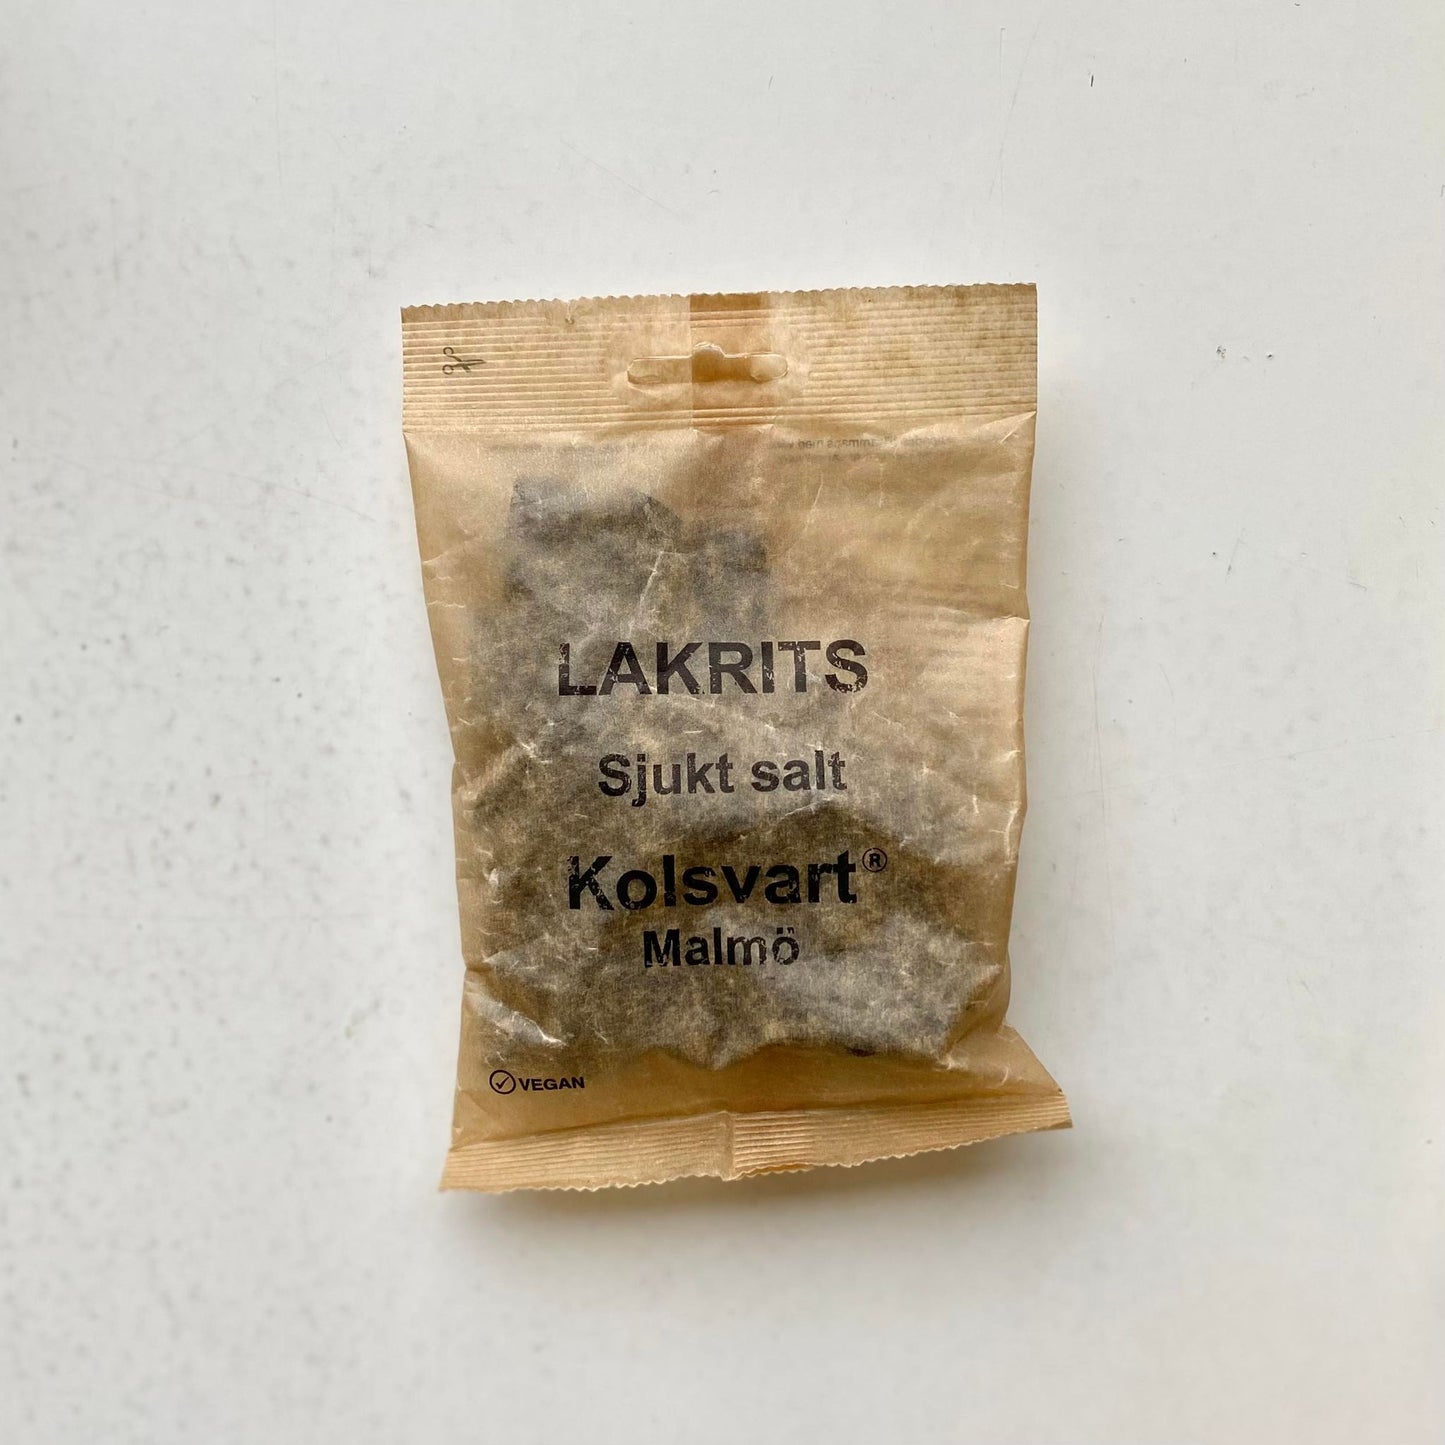 LAKRITS
Sjukt salt
Kolsvart®
Malmö
VEGAN